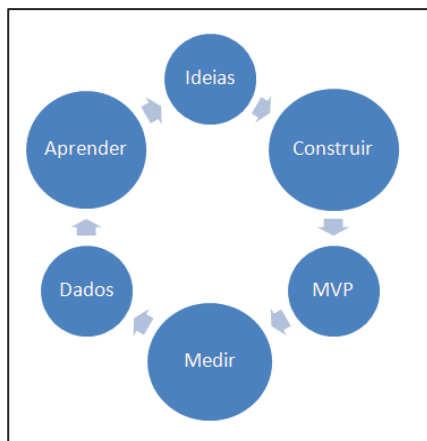 Ideias
Construir
MVP
Medir
Dados
Aprender